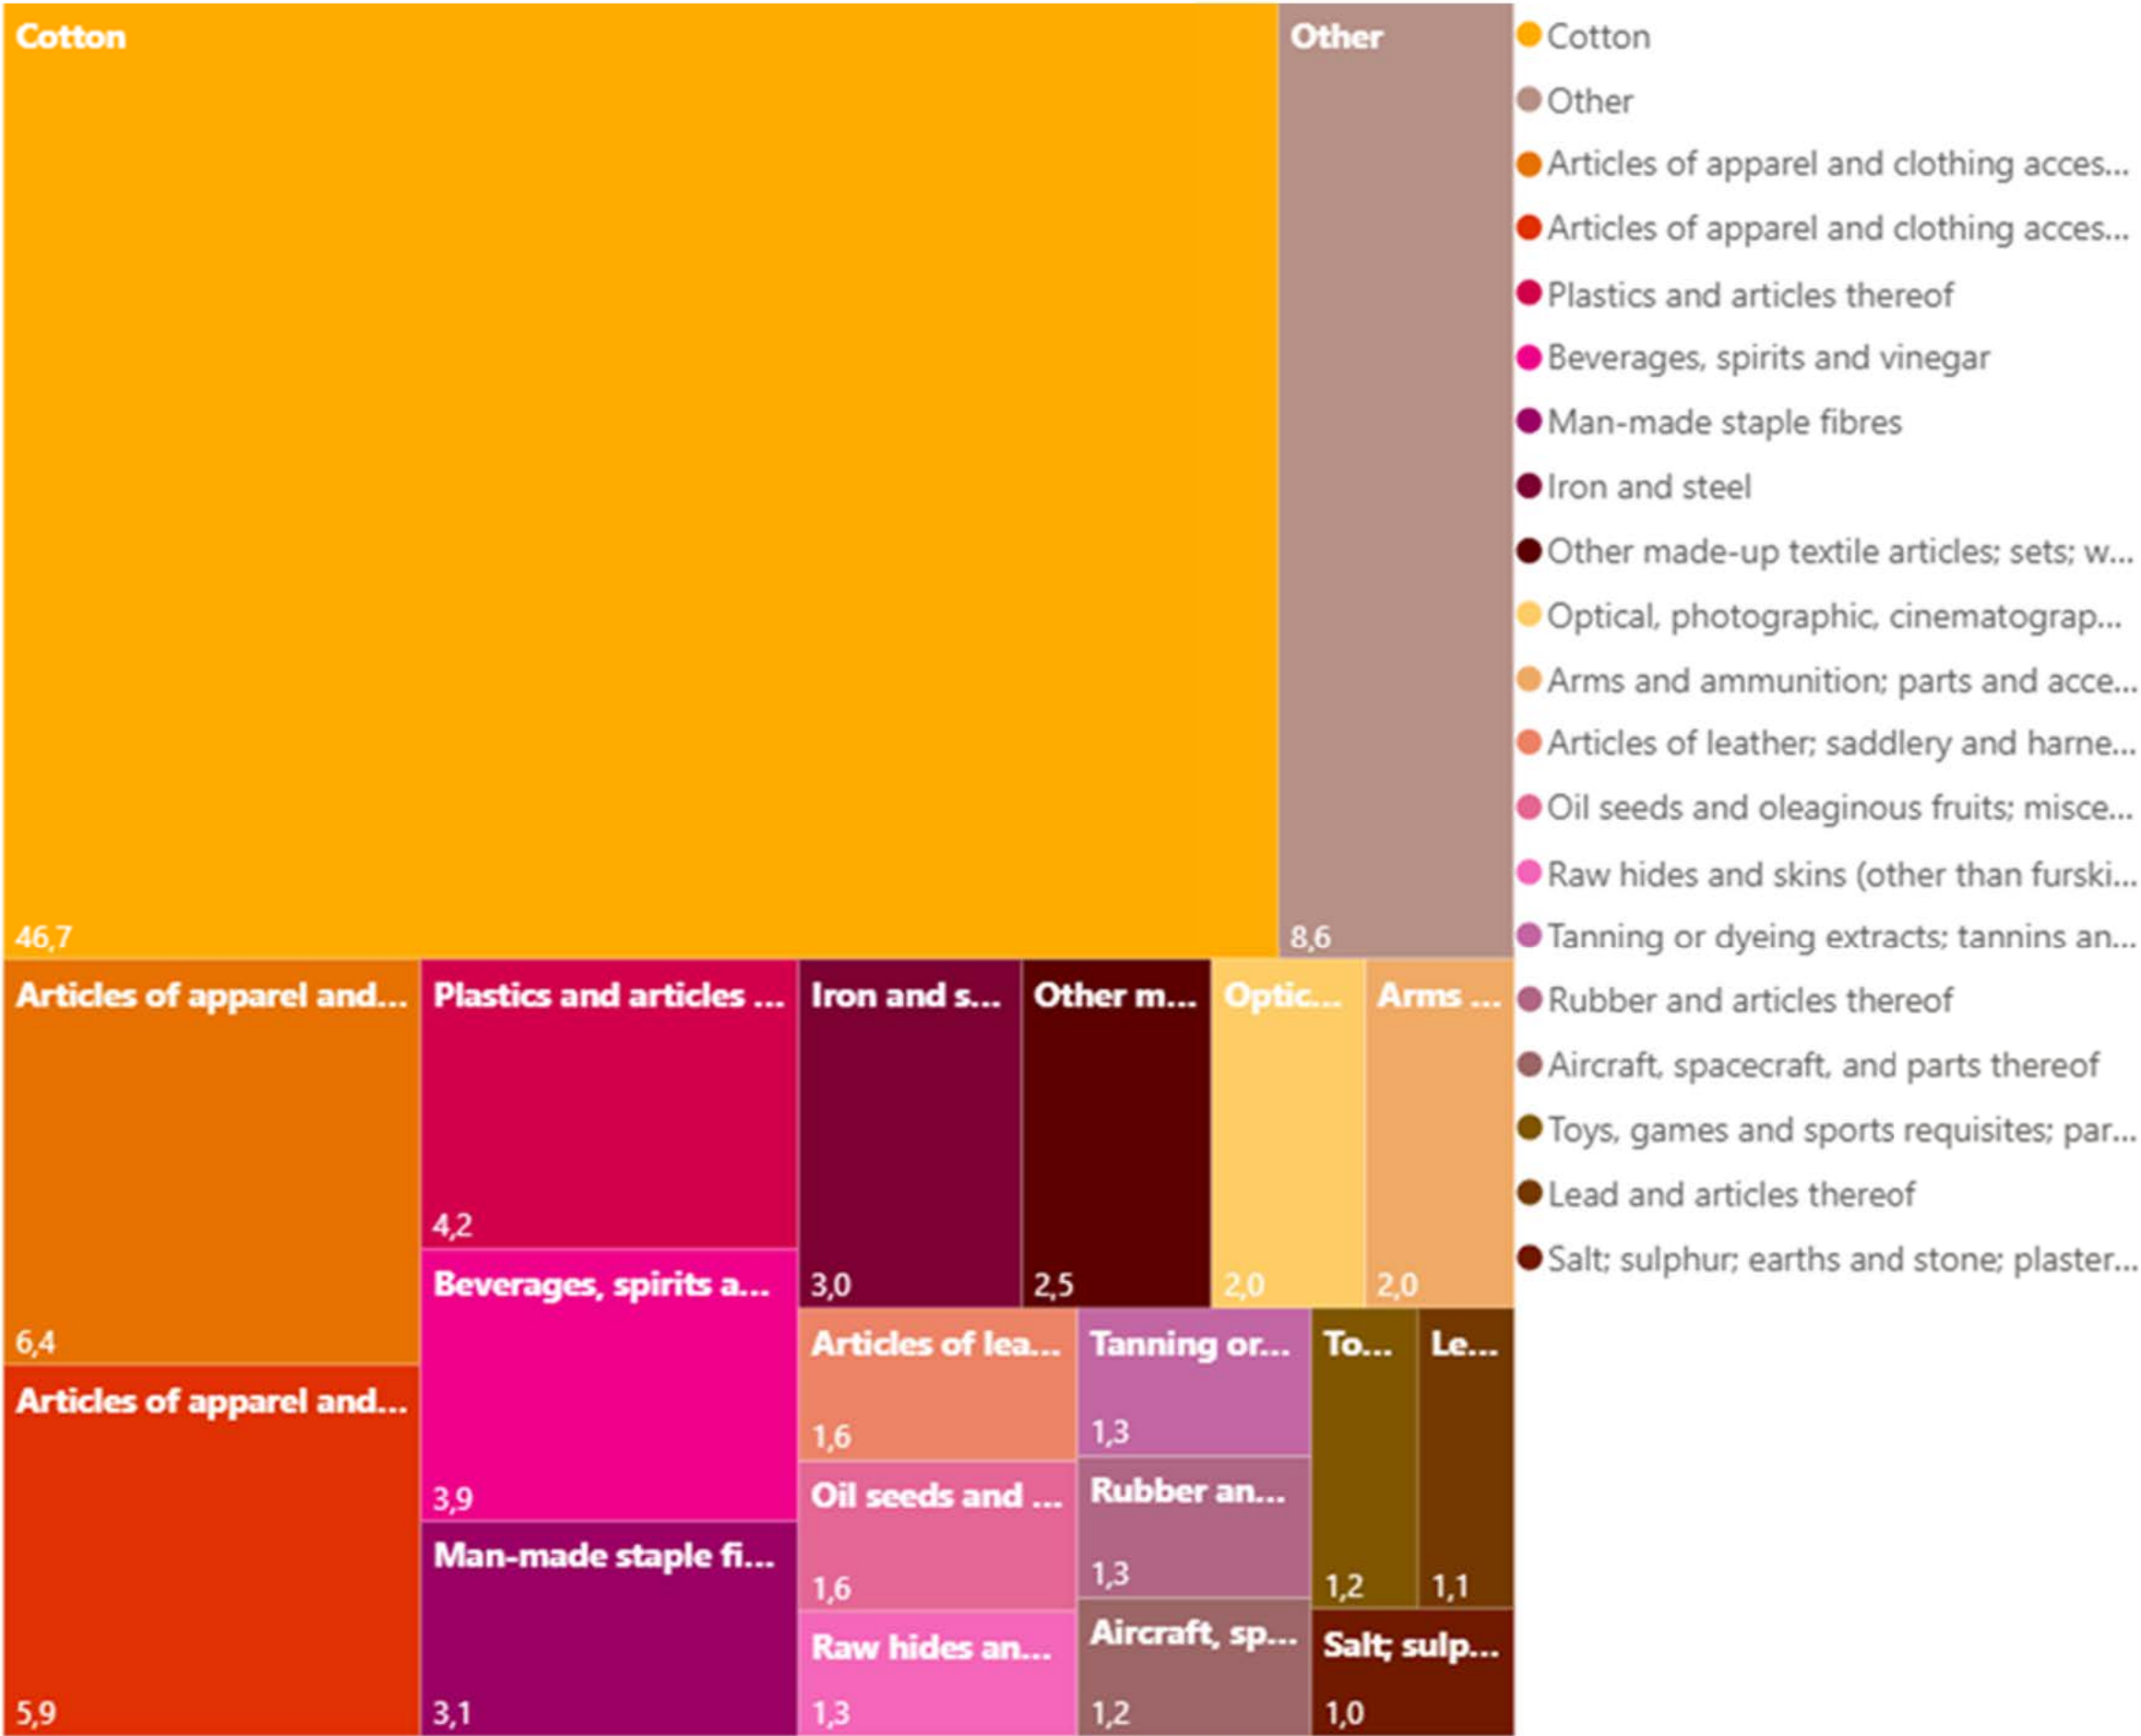 Cotton
46,7
Other
8,6
Articles of apparel and...
6,4
Articles of apparel and...
5,9
Plastics and articles ...
4,2
Beverages, spirits a...
3,9
Man-made staple fi...
3,1
Iron and s...
3,0
Other m...
2,5
Optic...
2,0
Arms ...
2,0
Articles of lea...
1,6
Oil seeds and ...
1,6
Raw hides an...
1,3
Tanning or...
1,3
Rubber an...
1,3
Aircraft, sp...
1,2
To...
1,2
Le...
1,1
Salt; sulp...
1,0
Cotton
Other
Articles of apparel and clothing acces...
Articles of apparel and clothing acces...
Plastics and articles thereof
Beverages, spirits and vinegar
Man-made staple fibres
Iron and steel
Other made-up textile articles; sets; w...
Optical, photographic, cinematograp...
Arms and ammunition; parts and acce...
Articles of leather; saddlery and harne...
Oil seeds and oleaginous fruits; misce...
Raw hides and skins (other than furski...
Tanning or dyeing extracts; tannins an...
Rubber and articles thereof
Aircraft, spacecraft, and parts thereof
Toys, games and sports requisites; par...
Lead and articles thereof
Salt; sulphur; earths and stone; plaster...